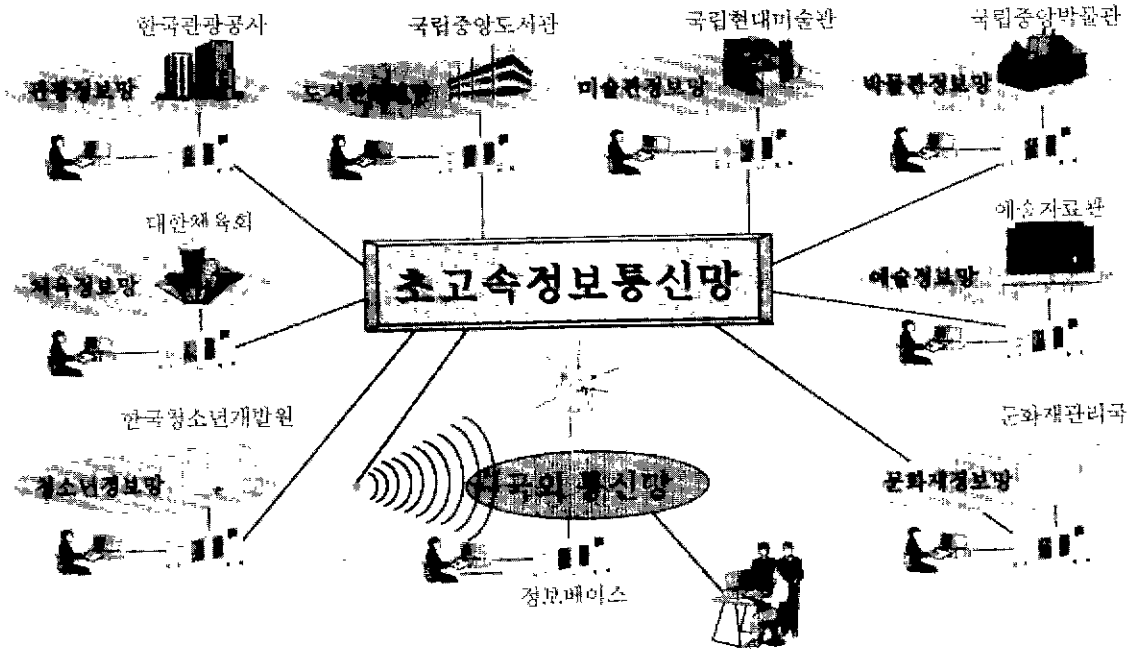 한국관광공사
국립중앙도서관
국립현대미술관
국립중앙박물관
관광정보망
미술관정보망
박물관정보망
대한체육회
예술자료관
체육정보망
초고속정보통신망
예술정보망
한국청소년개발원
문화재관리국
청소년정보망
통신망
문화재정보망
정보베이스